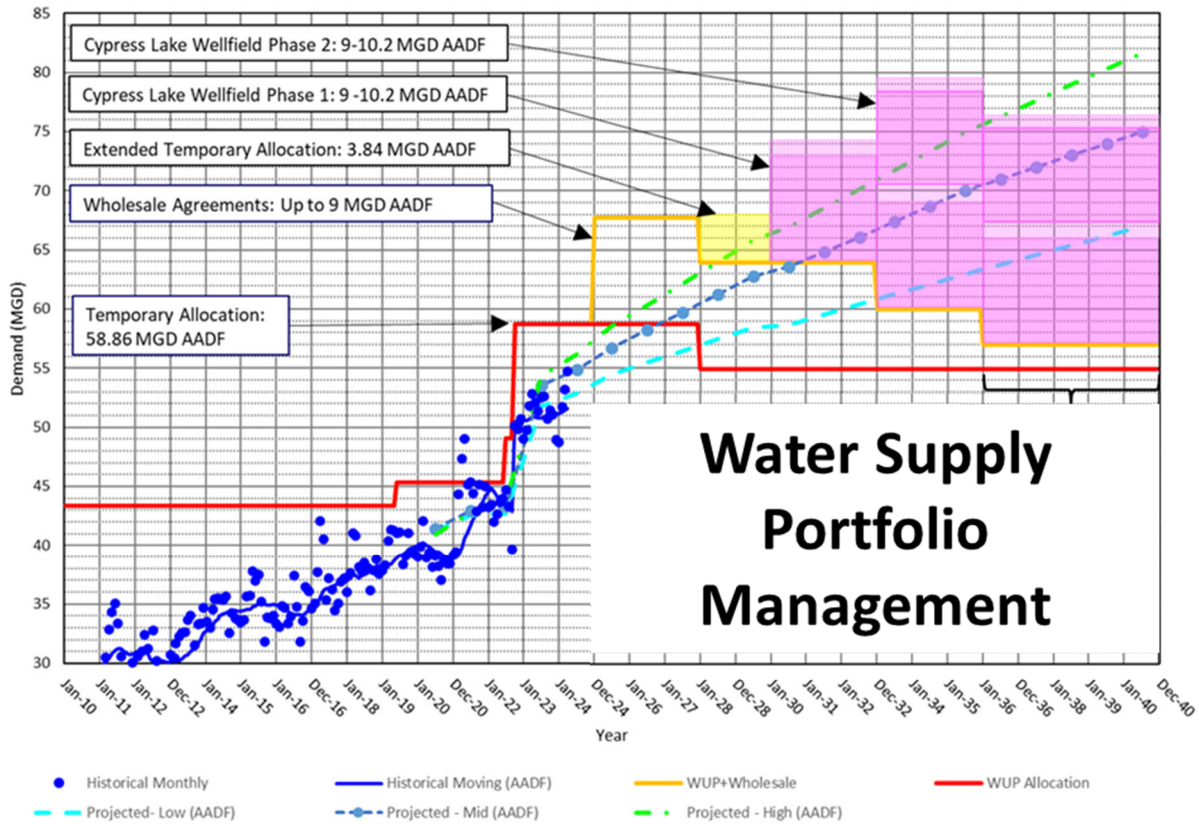 85
80
75
70
65
60
55
50
45
40
35
30
Demand (MGD)
Cypress Lake Wellfield Phase 2: 9-10.2 MGD AADF
Cypress Lake Wellfield Phase 1: 9 -10.2 MGD AADF
Extended Temporary Allocation: 3.84 MGD AADF
Wholesale Agreements: Up to 9 MGD AADF
Temporary Allocation:
58.86 MGD AADF
Water Supply
Portfolio
Management
Jan-10
Jan-11
Jan-12
Dec-12
Jan-14
Jan-15
Jan-16
Dec-16
Jan-18
Jan-19
Jan-20
Dec-20
Jan-22
Jan-23
Jan-24
Dec-24
Jan-26
Jan-27
Dec-28
Jan-30
Jan-31
Dec-32
Jan-34
Jan-35
Jan-36
Dec-36
Jan-38
Jan-39
Jan-40
Dec-40
Year
Historical Monthly
Historical Moving (AADF)
WUP+Wholesale
WUP Allocation
Projected- Low (AADF)
Projected - Mid (AADF)
Projected - High (AADF)